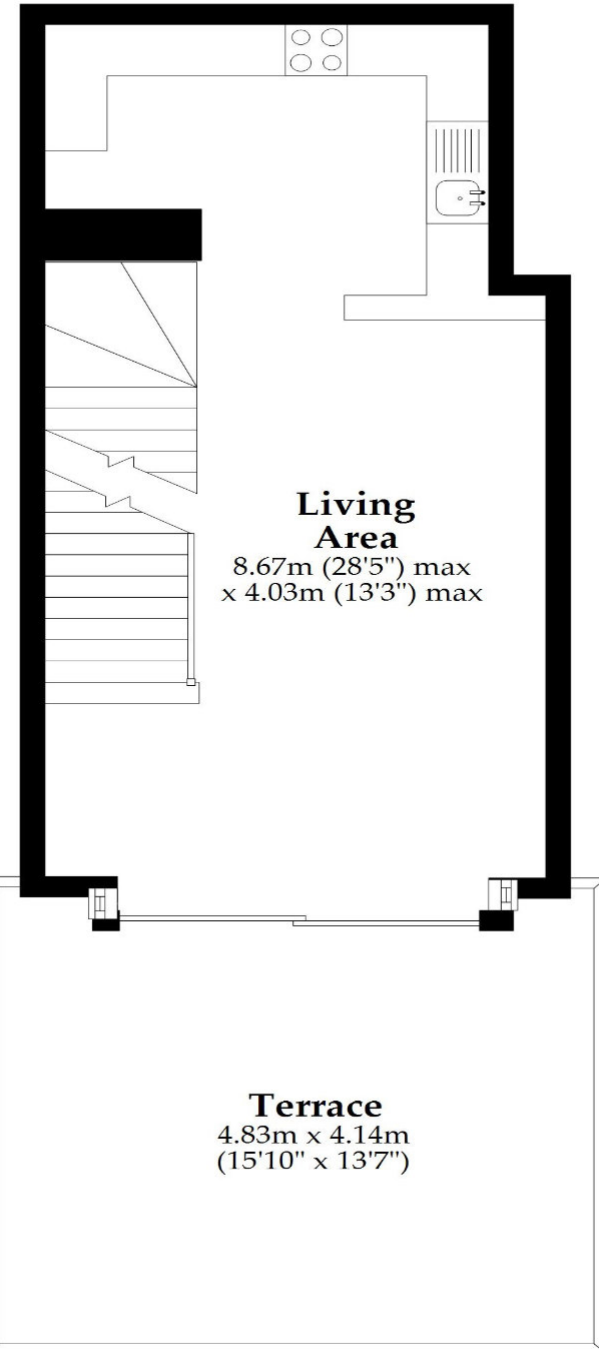 Living
Area
8.67m (28'5") max
x 4.03m (13'3") max
Terrace
4.83m x 4.14m
(15'10" x 13'7")